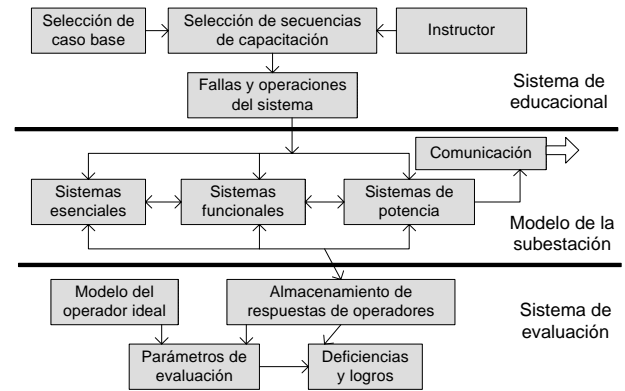 Selección de
caso base
Selección de secuencias
de capacitación
Instructor
Fallas y operaciones
del sistema
Sistema de
educacional
Comunicación
Sistemas
esenciales
Sistemas
funcionales
Sistemas de
potencia
Modelo de la
subestación
Modelo del
operador ideal
Almacenamiento de
respuestas de operadores
Sistema de
evaluación
Parámetros de
evaluación
Deficiencias
y logros